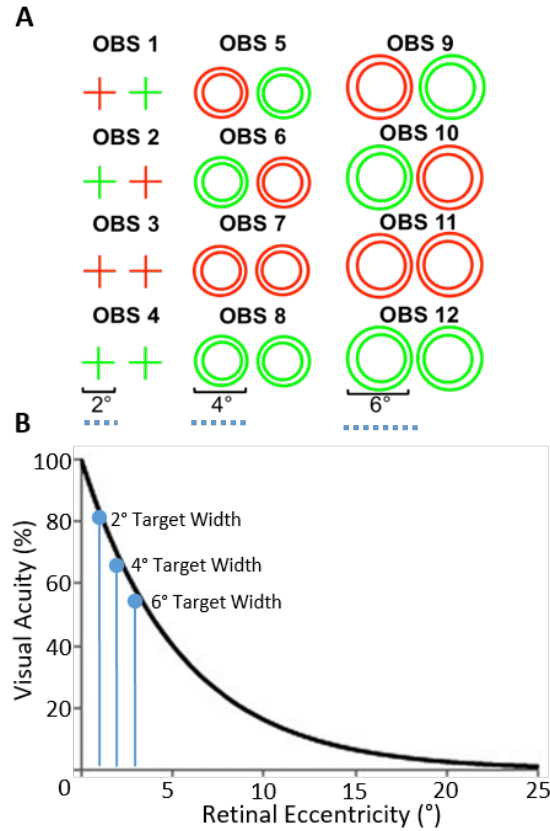 A
OBS 1 OBS 5 OBS 9
OBS 2 OBS 6 OBS 10
OBS 3 OBS 7 OBS 11
OBS 4 OBS 8 OBS 12
2° 4° 6°
B
100
80
60
40
20
0
5 10 15 20 25
2° Target Width
4° Target Width
6° Target Width
Visual Acuity (%)
Retinal Eccentricity (°)